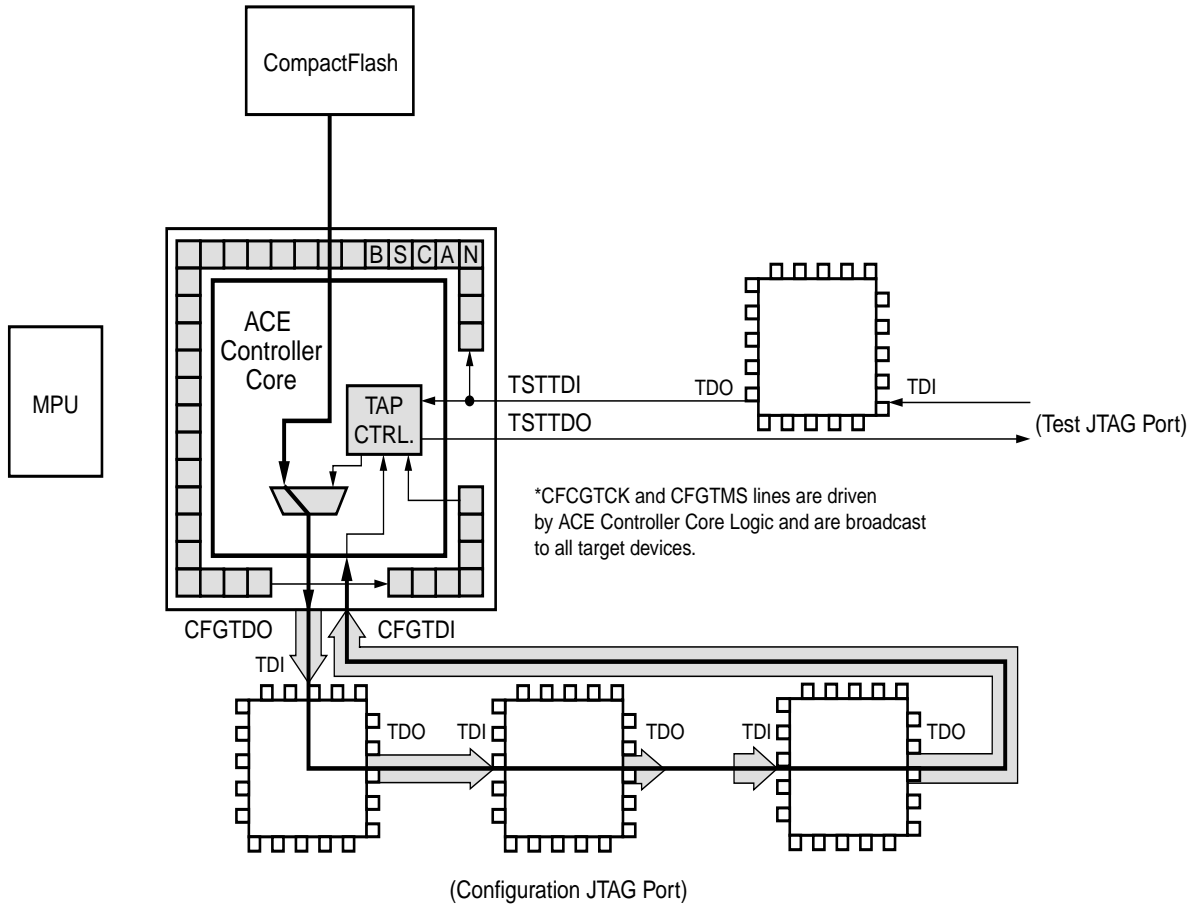 CompactFlash
B S C A N
ACE
Controller
Core
MPU
TAP
CTRL.
TSTTDI
TSTTDO
TDO
TDI
(Test JTAG Port)
*CFCGTCK and CFGTMS lines are driven
by ACE Controller Core Logic and are broadcast
to all target devices.
CFGTDO
CFGTDI
TDI
TDO
TDI
TDO
TDI
TDO
(Configuration JTAG Port)